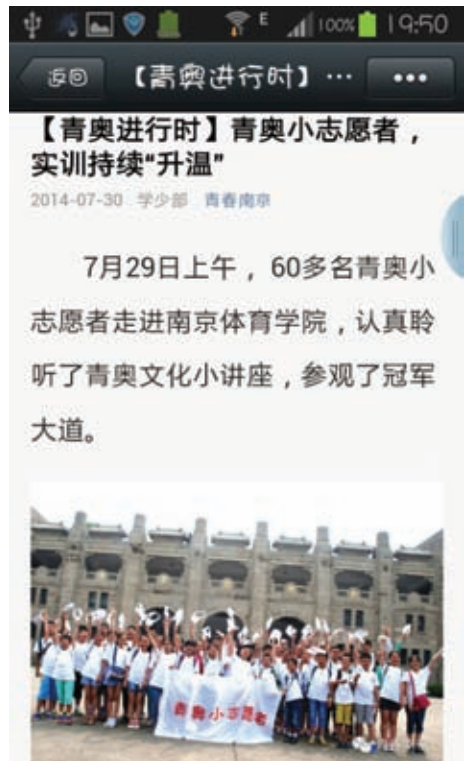 E 100% 19:50
返回 【青奥进行时】 ... •••
【青奥进行时】青奥小志愿者，
实训持续“升温”
2014-07-30 学少部 青春南京
7月29日上午，60多名青奥小
志愿者走进南京体育学院，认真聆
听了青奥文化小讲座，参观了冠军
大道。
青奥小志愿者